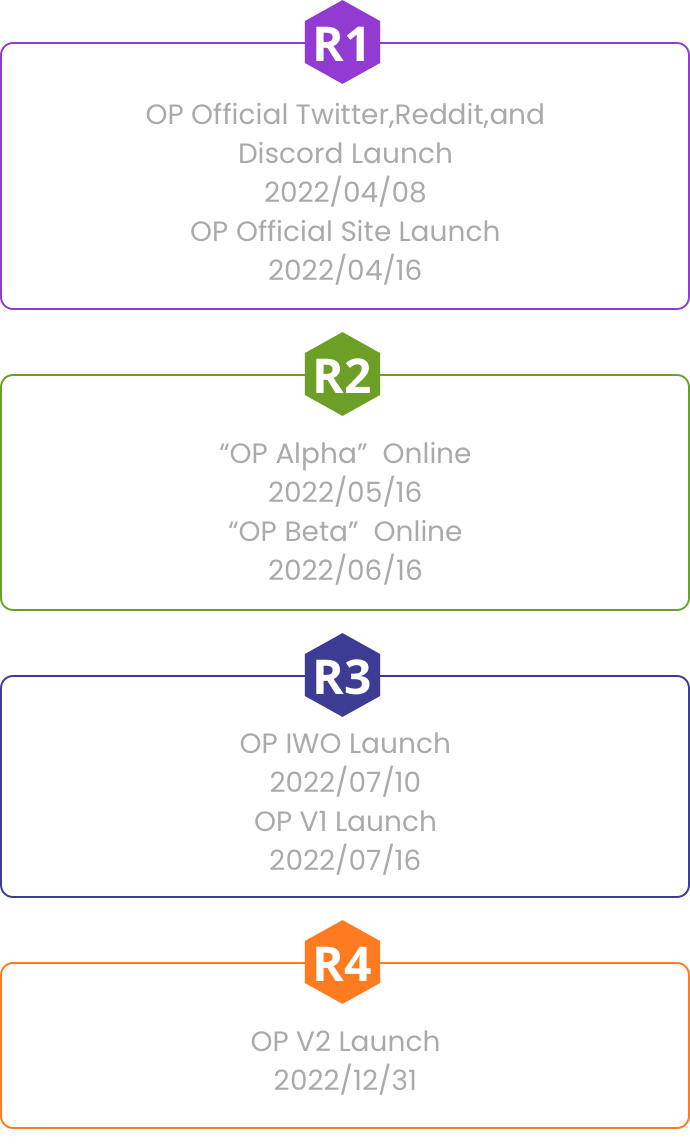 R1
OP Official Twitter,Reddit,and
Discord Launch
2022/04/08
OP Official Site Launch
2022/04/16
R2
“OP Alpha” Online
2022/05/16
“OP Beta” Online
2022/06/16
R3
OP IWO Launch
2022/07/10
OP V1 Launch
2022/07/16
R4
OP V2 Launch
2022/12/31